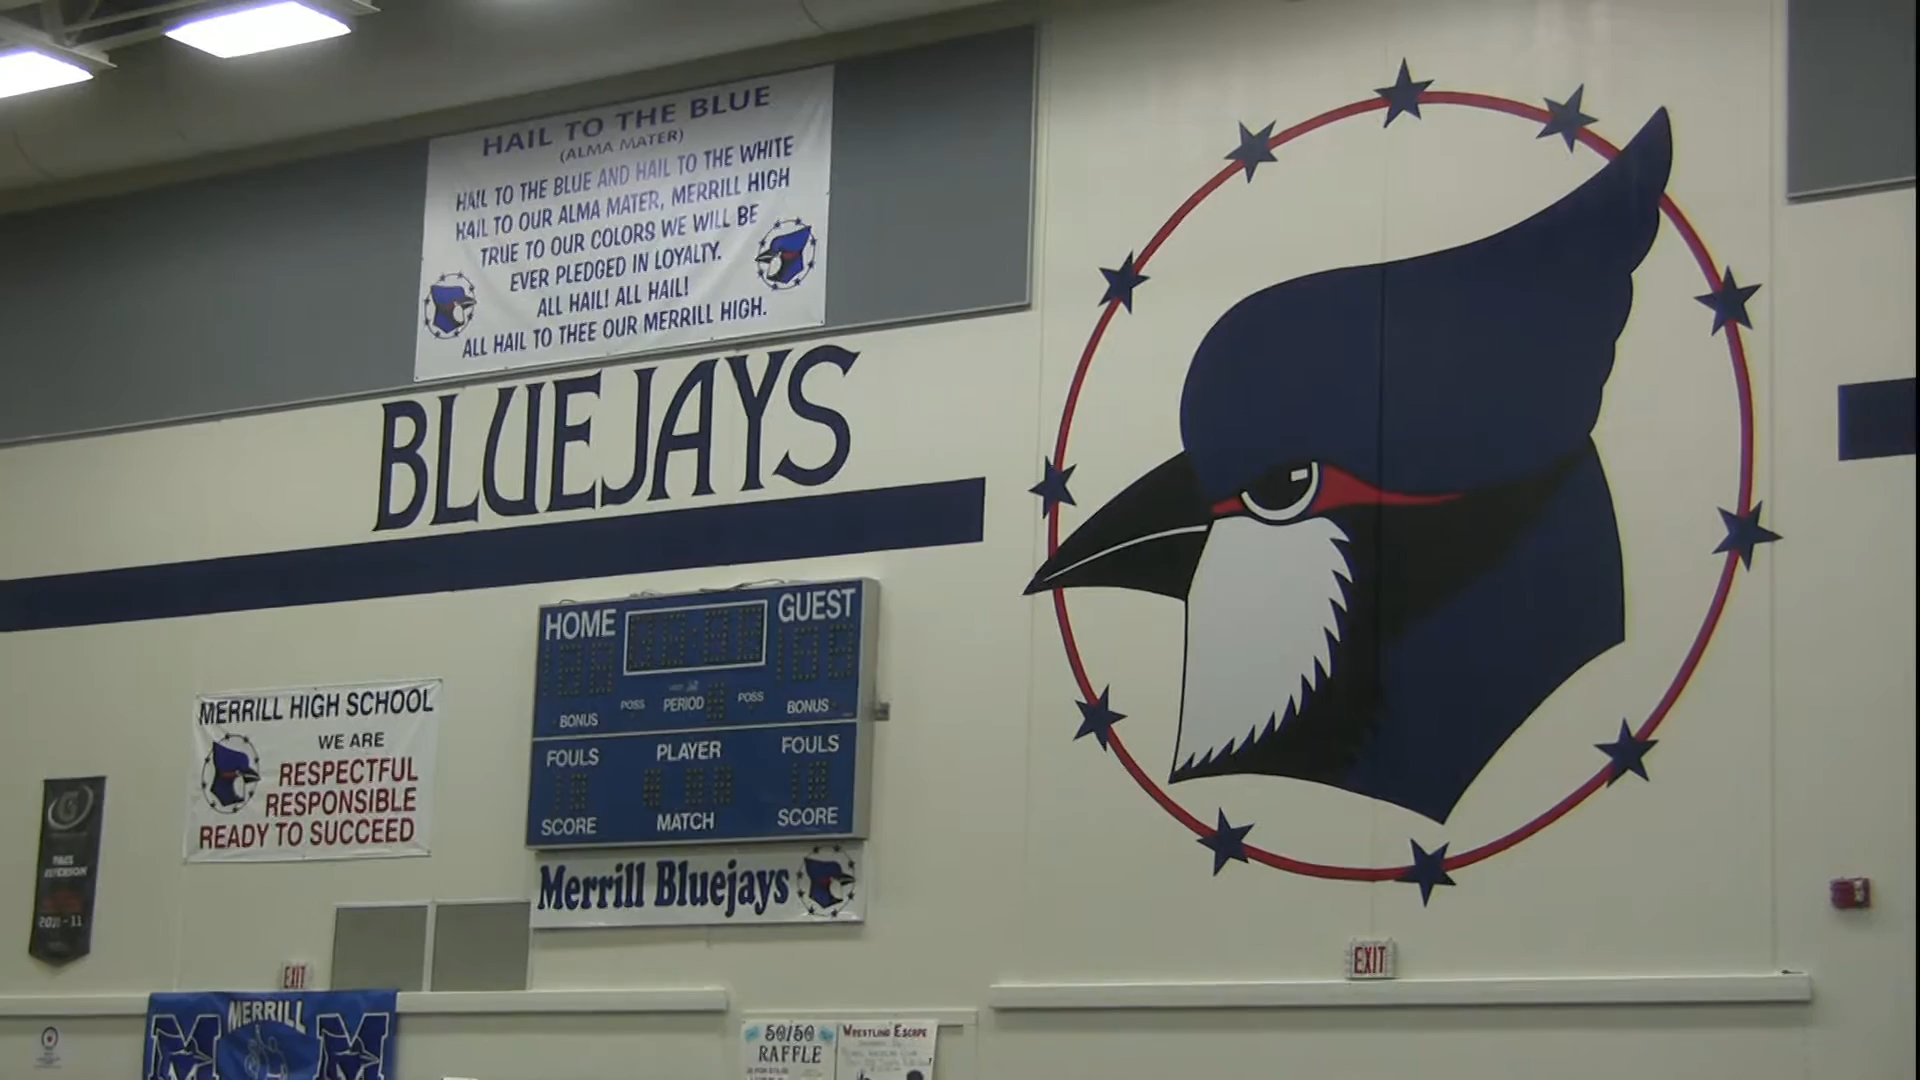 HAIL TO THE BLUE
(ALMA MATER)
HAIL TO THE BLUE AND HAIL TO THE WHITE
HAIL TO OUR ALMA MATER, MERRILL HIGH
TRUE TO OUR COLORS WE WILL BE
EVER PLEDGED IN LOYALTY.
ALL HAIL! ALL HAIL!
ALL HAIL TO THEE OUR MERRILL HIGH.
BLUEJAYS
HOME
GUEST
POSS
PERIOD
POSS
BONUS
BONUS
FOULS
PLAYER
FOULS
SCORE
MATCH
SCORE
Merrill Bluejays
MERRILL HIGH SCHOOL
WE ARE
RESPECTFUL
RESPONSIBLE
READY TO SUCCEED
EXIT
EXIT
MERRILL
M M
50/50
RAFFLE
WRESTLING ESCAPE